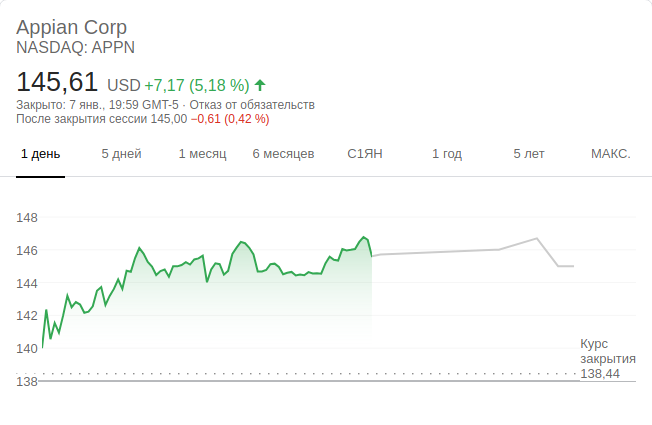 Appian Corp
NASDAQ: APPN
145,61 USD +7,17 (5,18 %)
Закрыто: 7 янв., 19:59 GMT-5 · Отказ от обязательств
После закрытия сессии 145,00 −0,61 (0,42 %)
1 день 5 дней 1 месяц 6 месяцев С1ЯН 1 год 5 лет МАКС.
148
146
144
142
140
Курс
закрытия
138,44
138